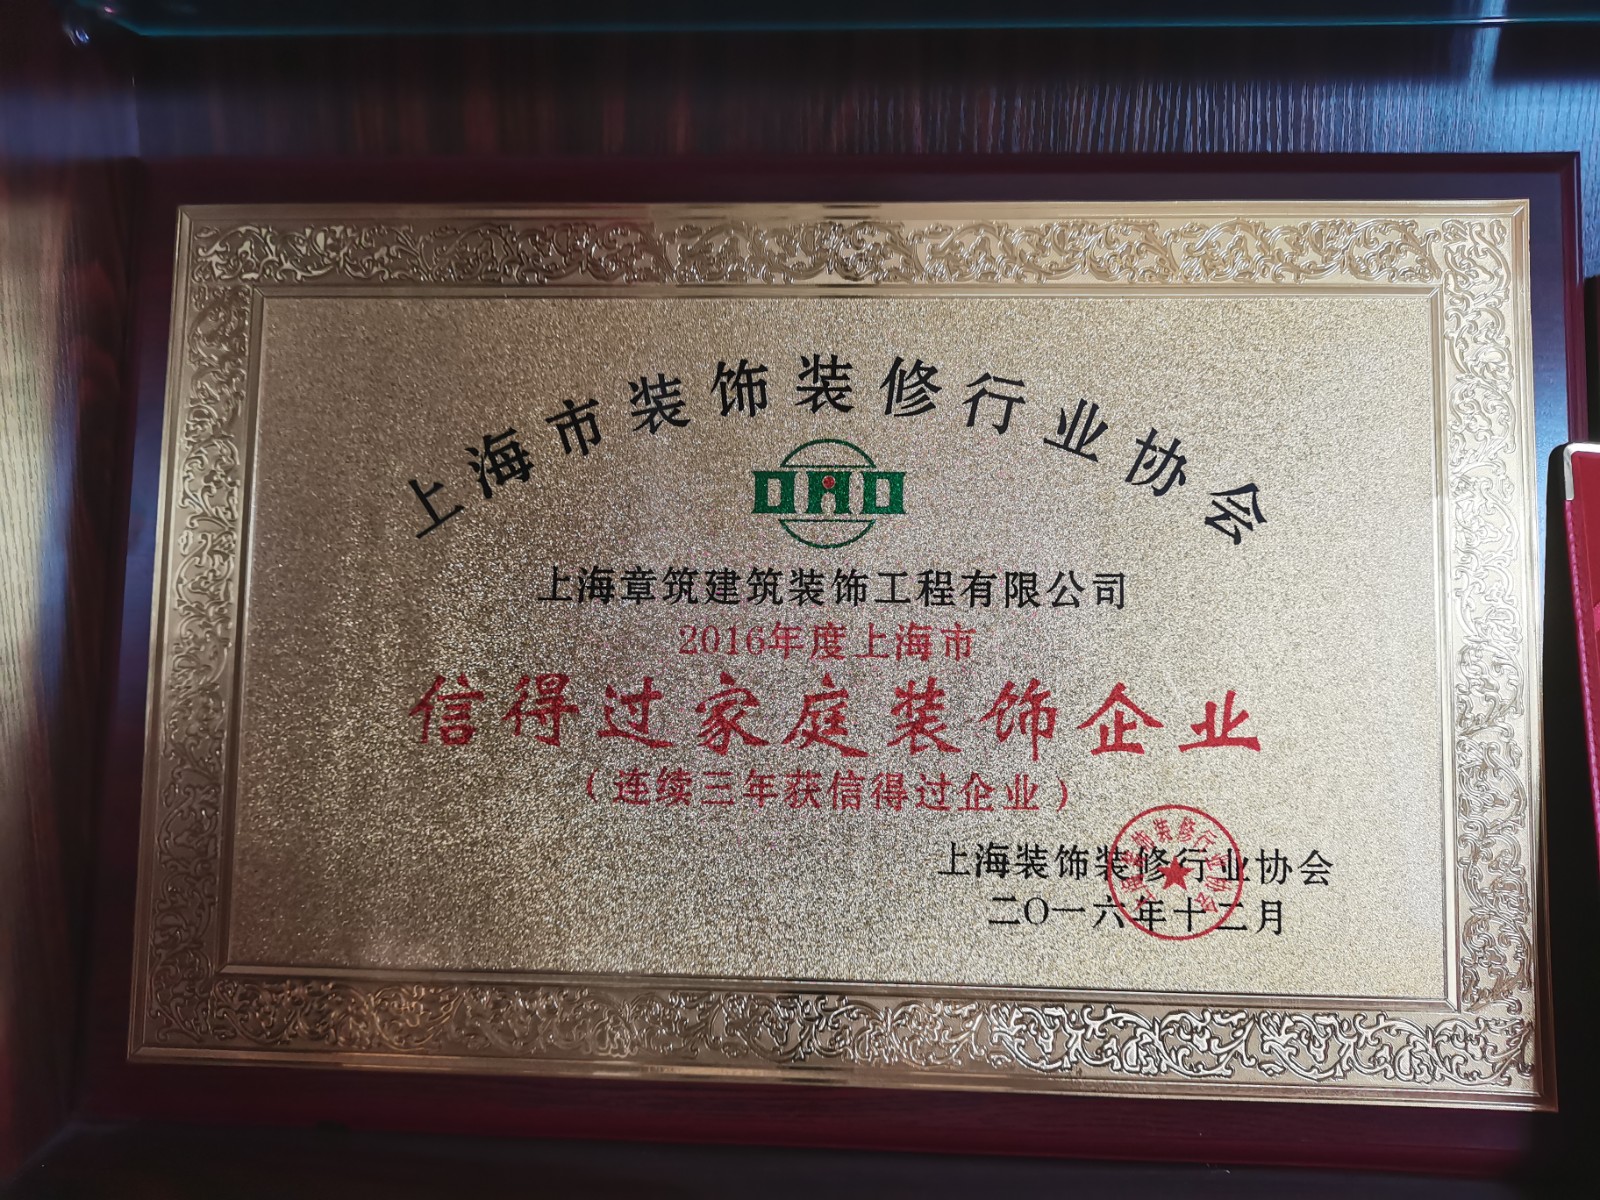 上海市装饰装修行业协会
上海章筑建筑装饰工程有限公司
2016年度上海市
信得过家庭装饰企业
（连续三年获信得过企业）
上海装饰装修行业协会
二〇一六年十二月